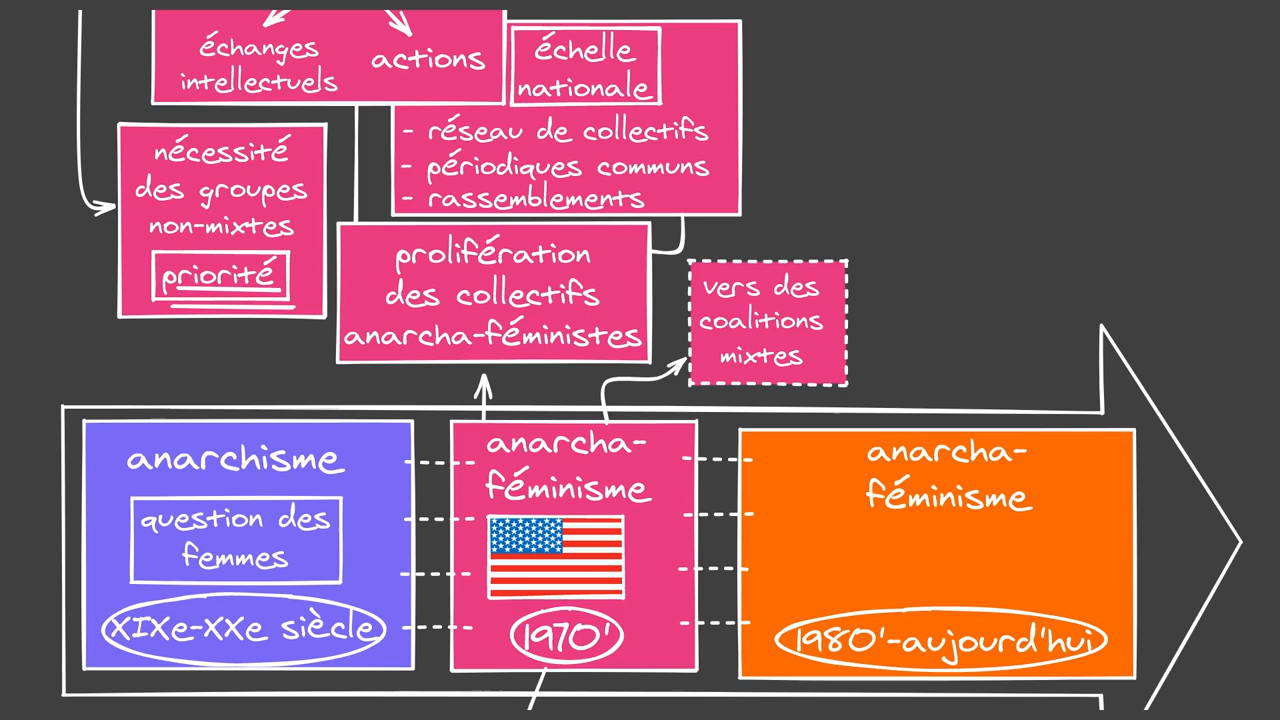 échanges
intellectuels
actions
échelle
nationale
- réseau de collectifs
- périodiques communs
- rassemblements
nécessité
des groupes
non-mixtes
priorité
prolifération
des collectifs
anarcha-féministes
vers des
coalitions
mixtes
anarchisme
question des
femmes
XIXe-XXe siècle
anarcha-
féminisme
1970'
anarcha-
féminisme
1980'-aujourd'hui